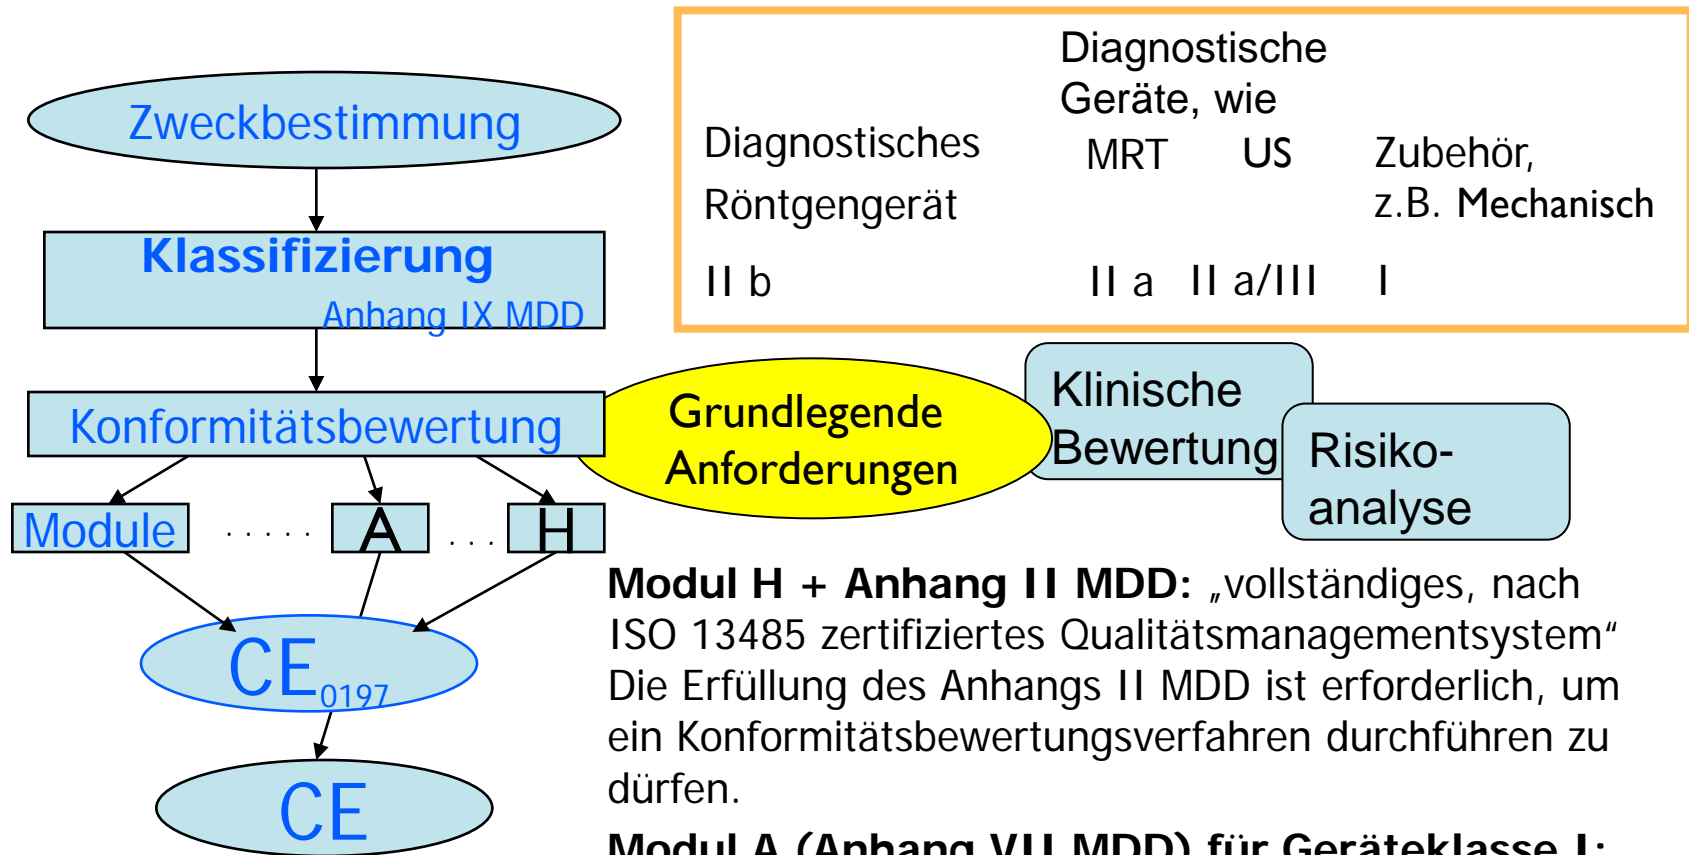 Zweckbestimmung
Klassifizierung
Anhang IX MDD
Konformitätsbewertung
Module . . . . . A . . . H
CE0197
CE
Diagnostische
Geräte, wie
Diagnostisches MRT US Zubehör,
Röntgengerät z.B. Mechanisch
II b II a II a/III I
Grundlegende
Anforderungen
Klinische
Bewertung
Risiko-
analyse
Modul H + Anhang II MDD: „vollständiges, nach
ISO 13485 zertifiziertes Qualitätsmanagementsystem“
Die Erfüllung des Anhangs II MDD ist erforderlich, um
ein Konformitätsbewertungsverfahren durchführen zu
dürfen.
Modul A (Anhang VII MDD) für Geräteklasse I: